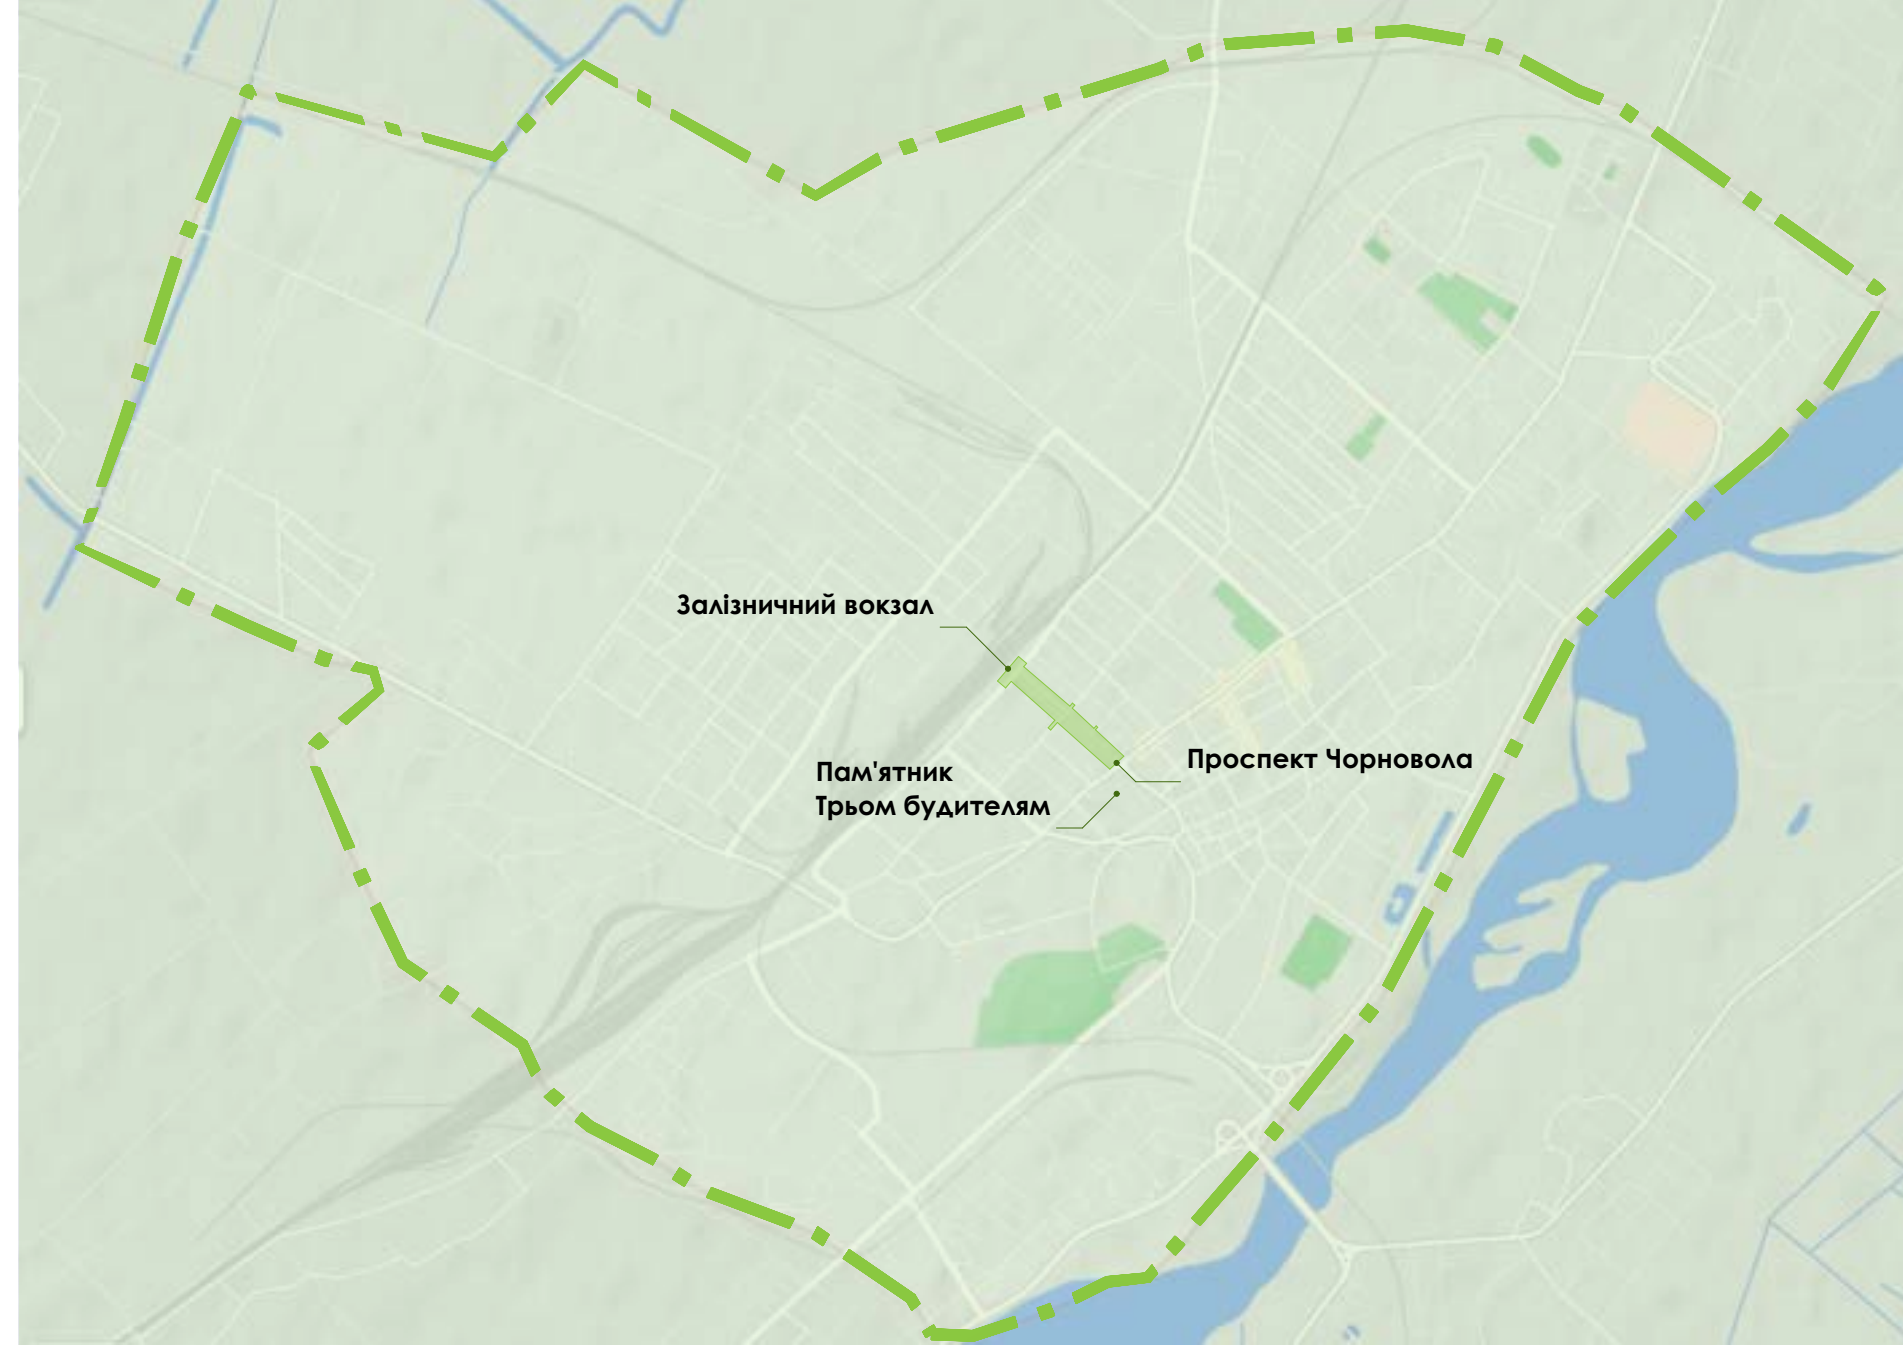 Залізничний вокзал
Проспект Чорновола
Пам'ятник
Трьом будителям